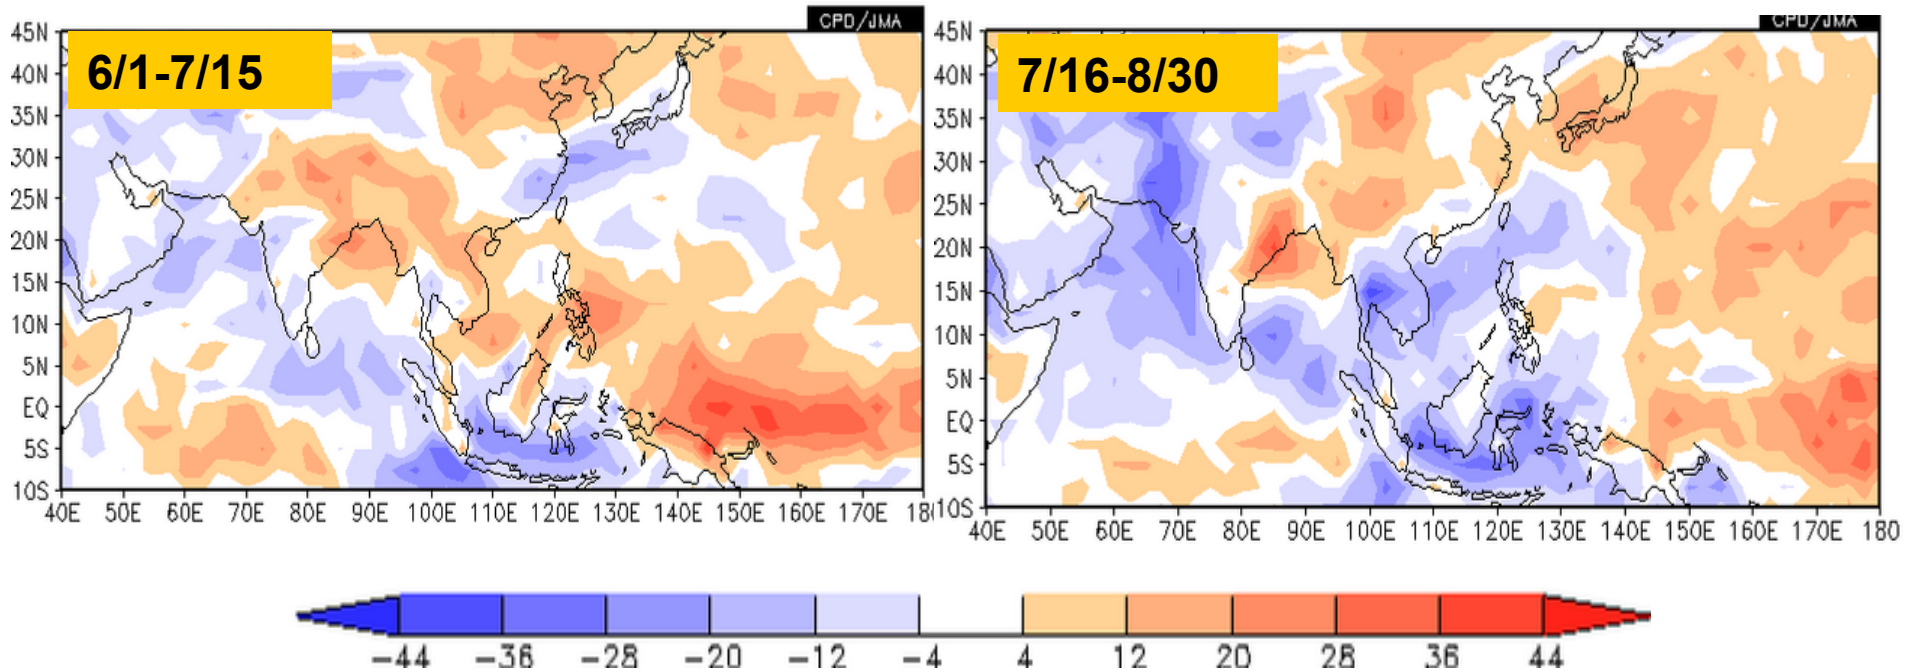 CPD/JMA
6/1-7/15
45N
40N
35N
30N
25N
20N
15N
10N
5N
EQ
5S
10S
40E 50E 60E 70E 80E 90E 100E 110E 120E 130E 140E 150E 160E 170E 18
CPD/JMA
7/16-8/30
45N
40N
35N
30N
25N
20N
15N
10N
5N
EQ
5S
10S
40E 50E 60E 70E 80E 90E 100E 110E 120E 130E 140E 150E 160E 170E 180
-44 -36 -28 -20 -12 -4 4 12 20 28 36 44